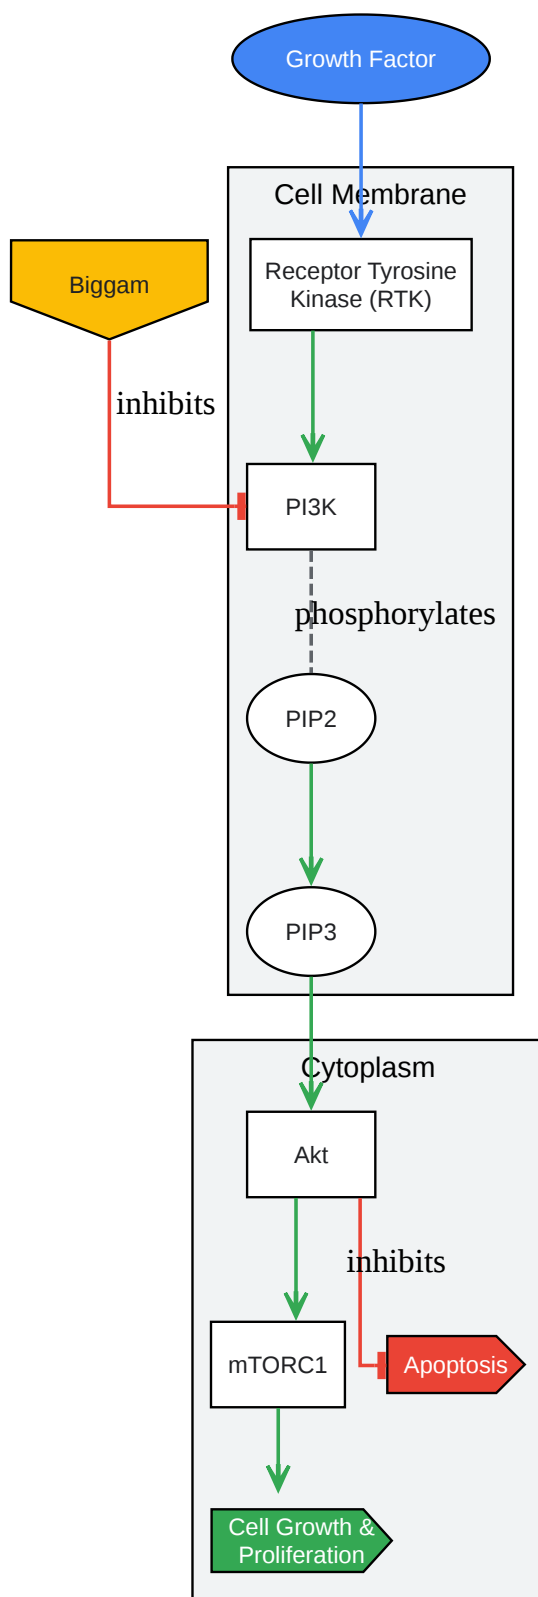 Growth Factor
Cell Membrane
Receptor Tyrosine
Kinase (RTK)
Biggam
inhibits
PI3K
phosphorylates
PIP2
PIP3
Cytoplasm
Akt
inhibits
mTORC1
Apoptosis
Cell Growth &
Proliferation